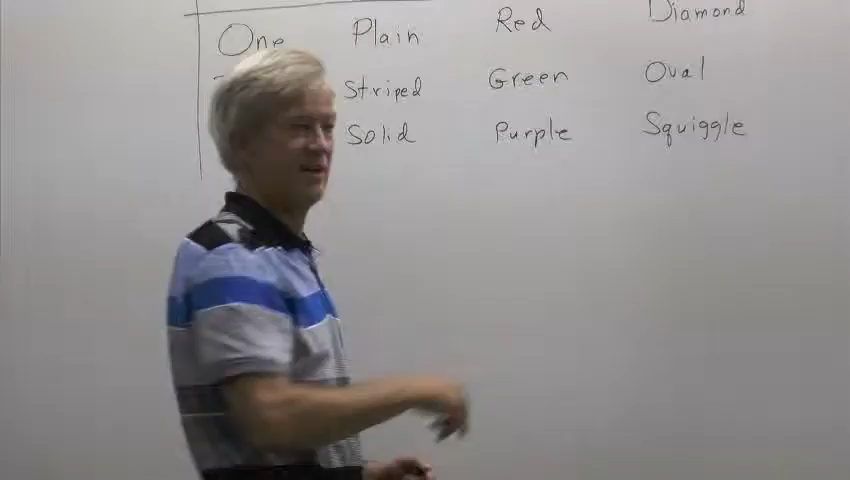 One Plain Red Diamond
Striped Green Oval
Solid Purple Squiggle